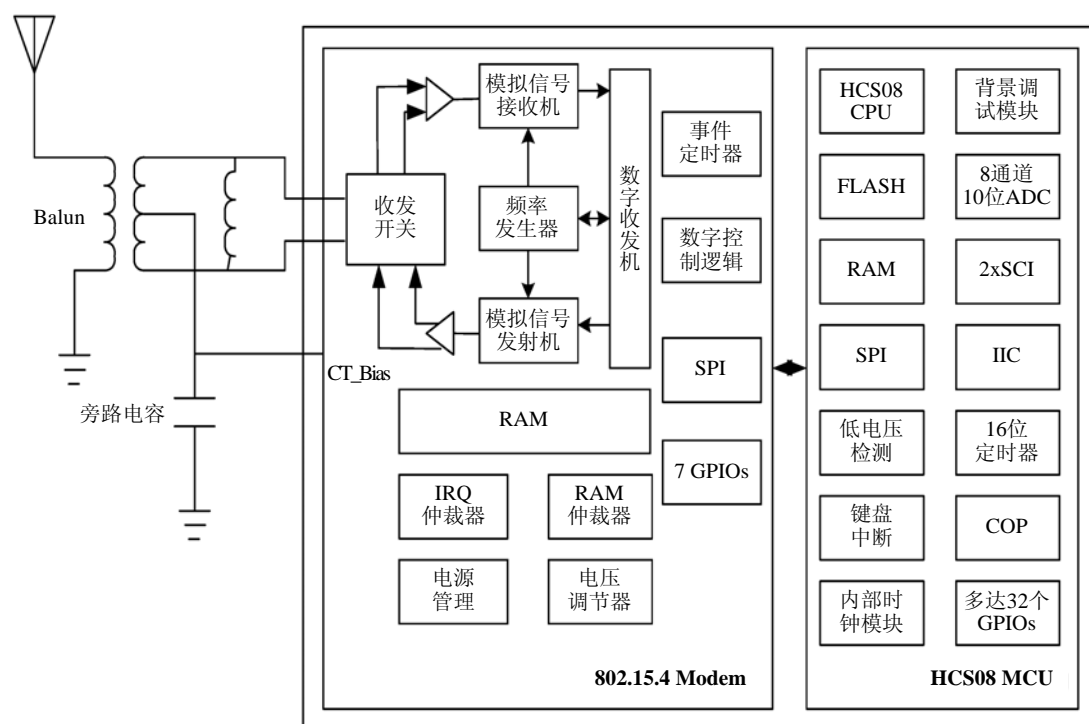 Balun
旁路电容
CT_Bias
收发
开关
模拟信号
接收机
频率
发生器
模拟信号
发射机
数字收发机
事件
定时器
数字控
制逻辑
SPI
RAM
7 GPIOs
IRQ
仲裁器
RAM
仲裁器
电源
管理
电压
调节器
802.15.4 Modem
HCS08
CPU
背景调
试模块
FLASH
8通道
10位ADC
RAM
2xSCI
SPI
IIC
低电压
检测
16位
定时器
键盘
中断
COP
内部时
钟模块
多达32个
GPIOs
HCS08 MCU